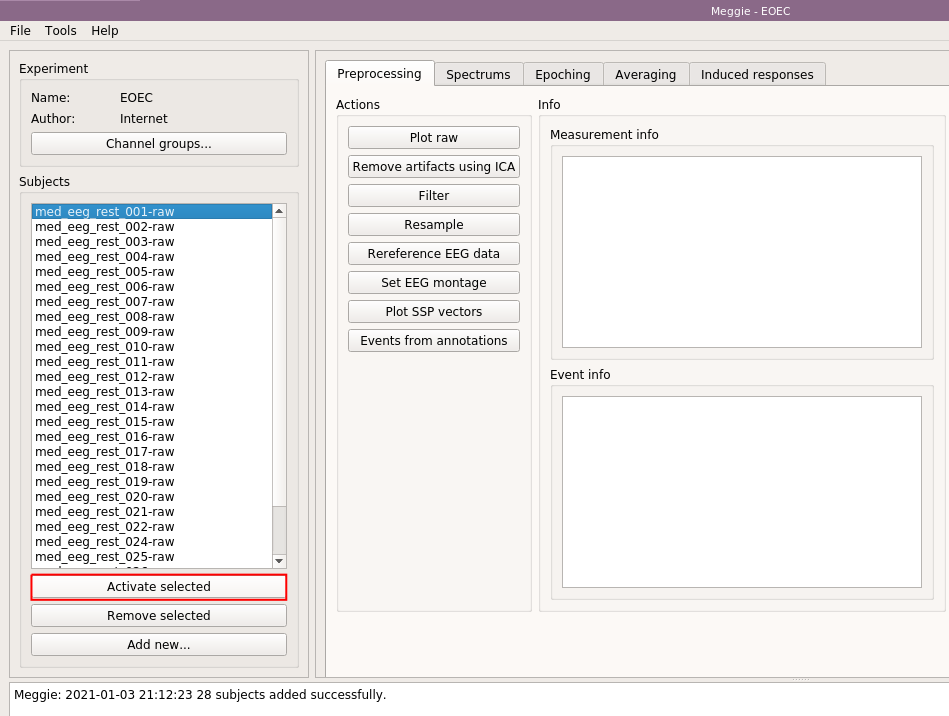 Meggie - EOEC
File Tools Help
Experiment
Name: EOEC
Author: Internet
Channel groups...
Subjects
med_eeg_rest_001-raw
med_eeg_rest_002-raw
med_eeg_rest_003-raw
med_eeg_rest_004-raw
med_eeg_rest_005-raw
med_eeg_rest_006-raw
med_eeg_rest_007-raw
med_eeg_rest_008-raw
med_eeg_rest_009-raw
med_eeg_rest_010-raw
med_eeg_rest_011-raw
med_eeg_rest_012-raw
med_eeg_rest_013-raw
med_eeg_rest_014-raw
med_eeg_rest_015-raw
med_eeg_rest_016-raw
med_eeg_rest_017-raw
med_eeg_rest_018-raw
med_eeg_rest_019-raw
med_eeg_rest_020-raw
med_eeg_rest_021-raw
med_eeg_rest_022-raw
med_eeg_rest_024-raw
med_eeg_rest_025-raw
Activate selected
Remove selected
Add new...
Preprocessing Spectrums Epoching Averaging Induced responses
Actions
Plot raw
Remove artifacts using ICA
Filter
Resample
Rereference EEG data
Set EEG montage
Plot SSP vectors
Events from annotations
Info
Measurement info
Event info
Meggie: 2021-01-03 21:12:23 28 subjects added successfully.